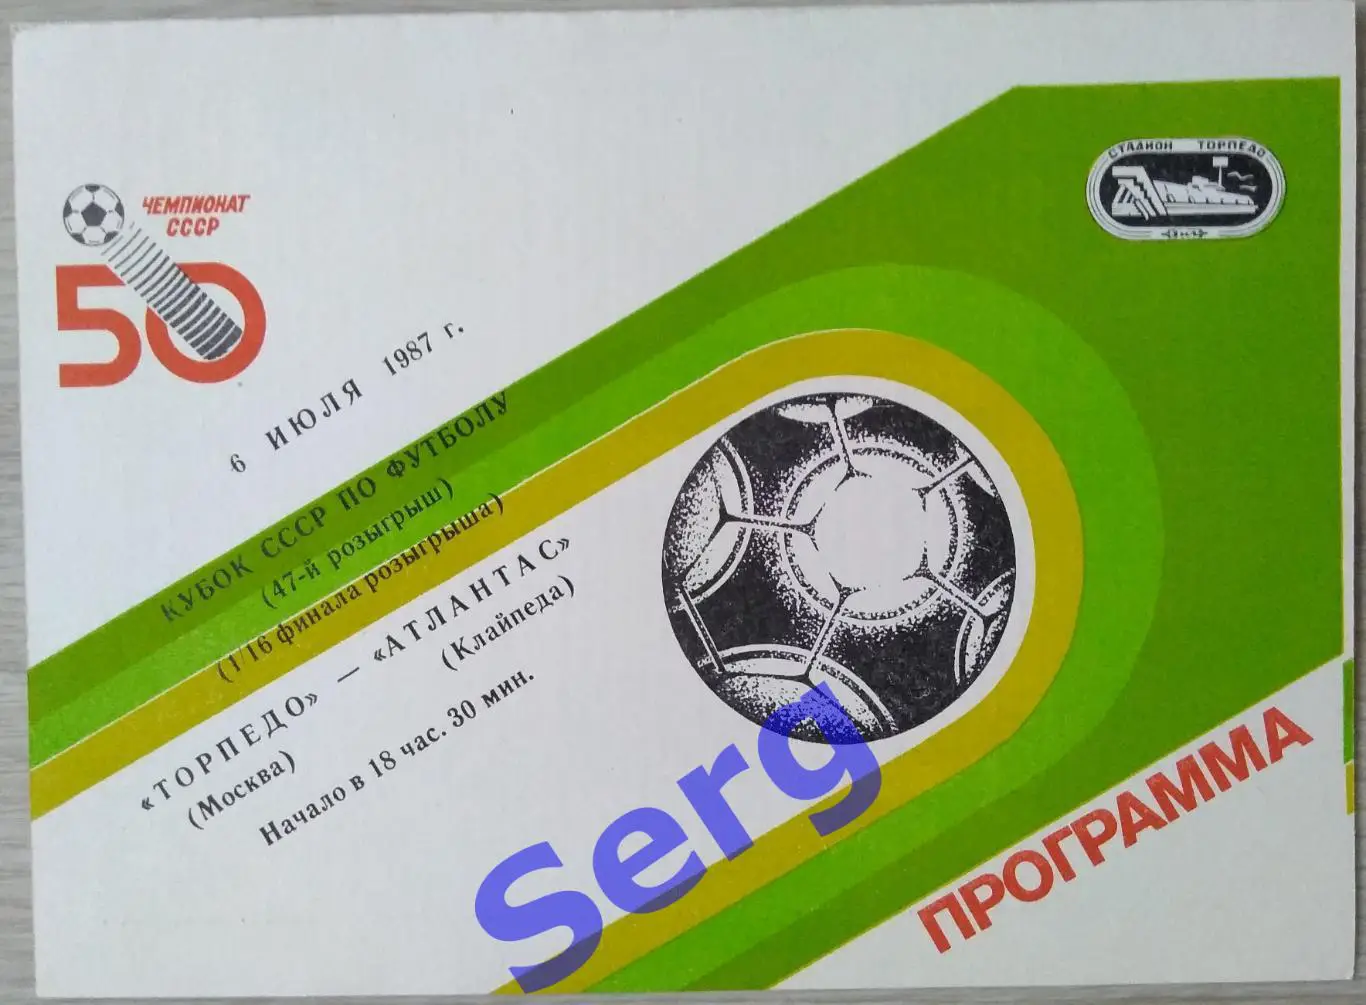 ЧЕМПИОНАТ
СССР
50
СТАДИОН ТОРПЕДО
6 ИЮЛЯ 1987 г.
КУБОК СССР ПО ФУТБОЛУ
(47-й розыгрыш)
(1/16 финала розыгрыша)
«ТОРПЕДО» — «АТЛАНТАС»
(Москва) (Клайпеда)
Начало в 18 час. 30 мин.
Serg
ПРОГРАММА